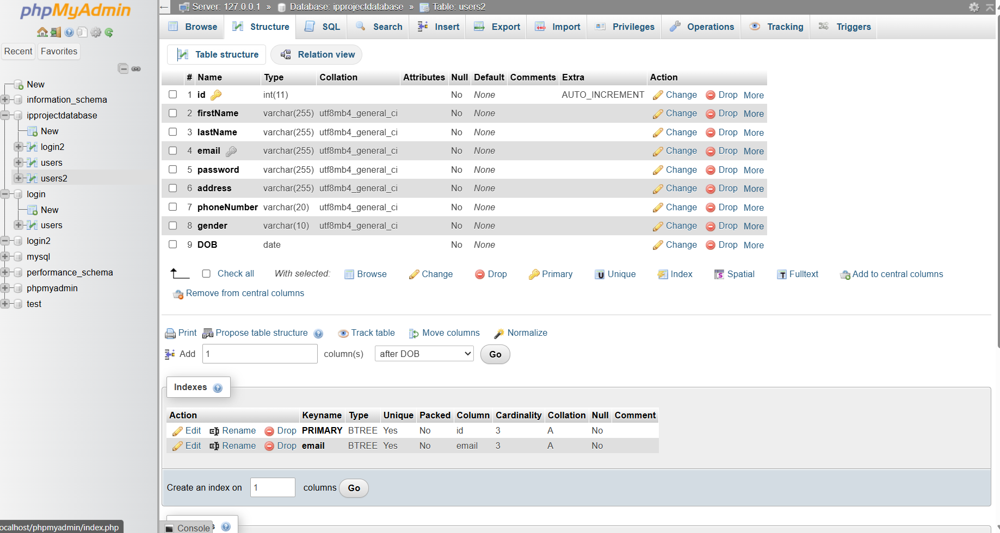 phpMyAdmin
Recent Favorites
New
information_schema
ipprojectdatabase
New
login2
users
users2
login
New
users
login2
mysql
performance_schema
phpmyadmin
test
ocalhost/phpmyadmin/index.php
Server: 127.0.0.1 » Database: ipprojectdatabase » Table: users2
Browse Structure SQL Search Insert Export Import Privileges Operations Tracking Triggers
Table structure Relation view
# Name Type Collation Attributes Null Default Comments Extra Action
1 id int(11) No None AUTO_INCREMENT Change Drop More
2 firstName varchar(255) utf8mb4_general_ci No None Change Drop More
3 lastName varchar(255) utf8mb4_general_ci No None Change Drop More
4 email varchar(255) utf8mb4_general_ci No None Change Drop More
5 password varchar(255) utf8mb4_general_ci No None Change Drop More
6 address varchar(255) utf8mb4_general_ci No None Change Drop More
7 phoneNumber varchar(20) utf8mb4_general_ci No None Change Drop More
8 gender varchar(10) utf8mb4_general_ci No None Change Drop More
9 DOB date No None Change Drop More
Check all With selected: Browse Change Drop Primary Unique Index Spatial Fulltext Add to central columns
Remove from central columns
Print Propose table structure Track table Move columns Normalize
Add 1 column(s) after DOB Go
Indexes
Action Keyname Type Unique Packed Column Cardinality Collation Null Comment
Edit Rename Drop PRIMARY BTREE Yes No id 3 A No
Edit Rename Drop email BTREE Yes No email 3 A No
Create an index on 1 columns Go
Console